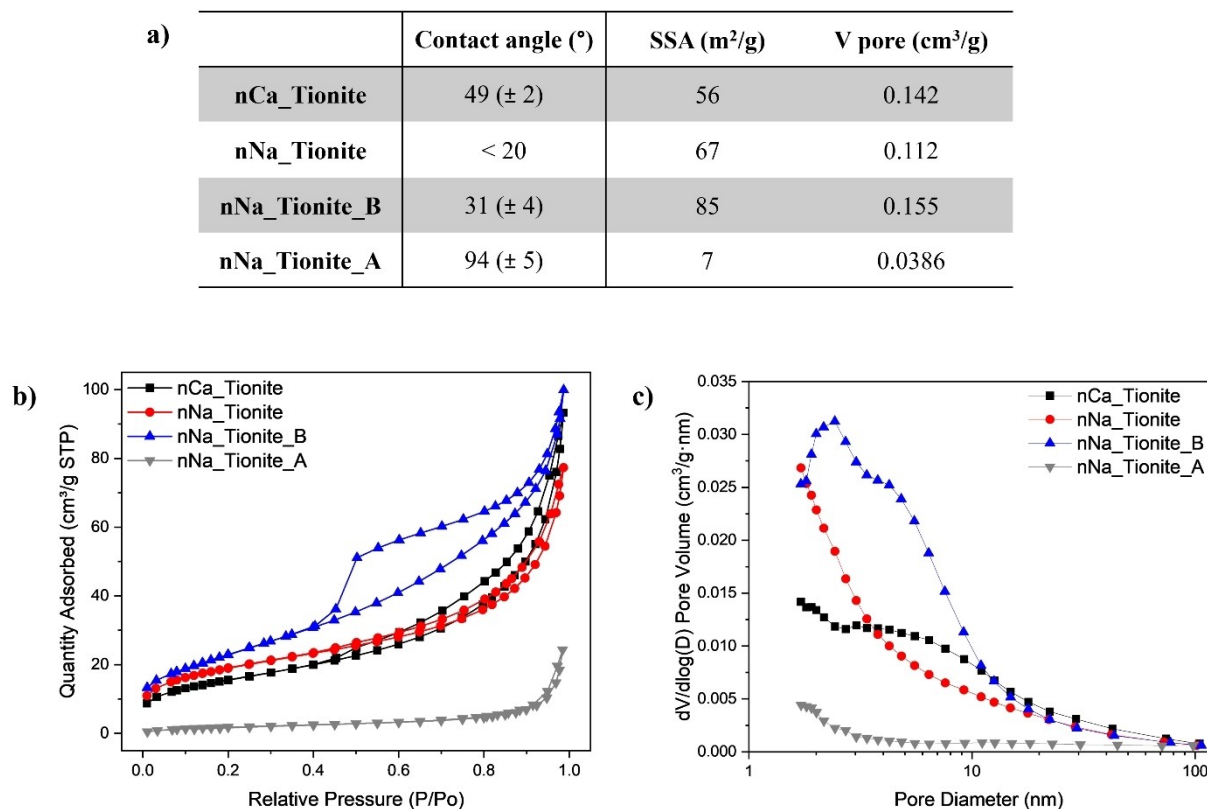 a)
Contact angle (°) SSA (m²/g) V pore (cm³/g)
nCa_Tionite 49 (± 2) 56 0.142
nNa_Tionite < 20 67 0.112
nNa_Tionite_B 31 (± 4) 85 0.155
nNa_Tionite_A 94 (± 5) 7 0.0386
b)
nCa_Tionite
nNa_Tionite
nNa_Tionite_B
nNa_Tionite_A
Quantity Adsorbed (cm³/g STP)
100
80
60
40
20
0
0.0 0.2 0.4 0.6 0.8 1.0
Relative Pressure (P/Po)
c)
nCa_Tionite
nNa_Tionite
nNa_Tionite_B
nNa_Tionite_A
dV/dlog(D) Pore Volume (cm³/g·nm)
0.035
0.030
0.025
0.020
0.015
0.010
0.005
0.000
1 10 100
Pore Diameter (nm)